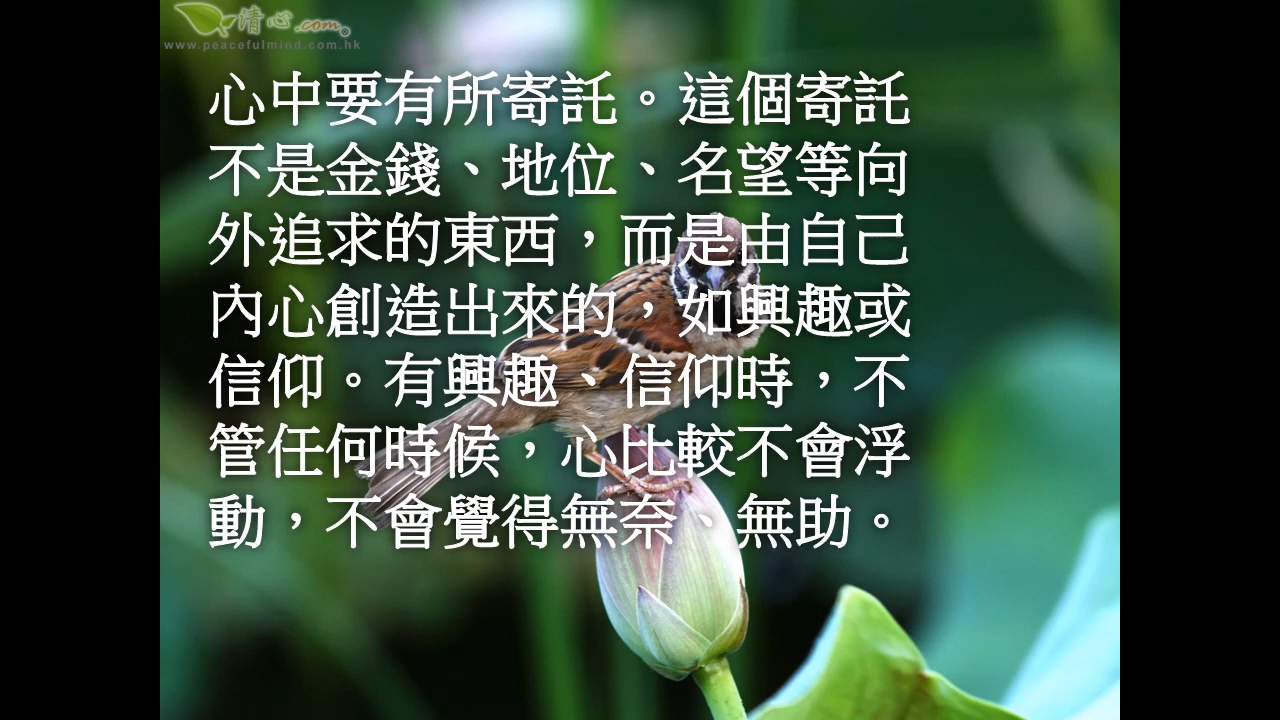 清心.com
www.peacefulmind.com.hk
心中要有所寄託。這個寄託
不是金錢、地位、名望等向
外追求的東西，而是由自己
內心創造出來的，如興趣或
信仰。有興趣、信仰時，不
管任何時候，心比較不會浮
動，不會覺得無奈、無助。